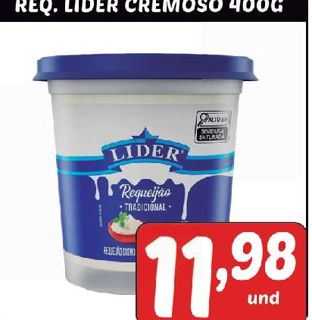 REQ. LIDER CREMOSO 400G
ALTO EM
GORDURA
SATURADA
LIDER
Requeijão
• TRADICIONAL •
11,98
und